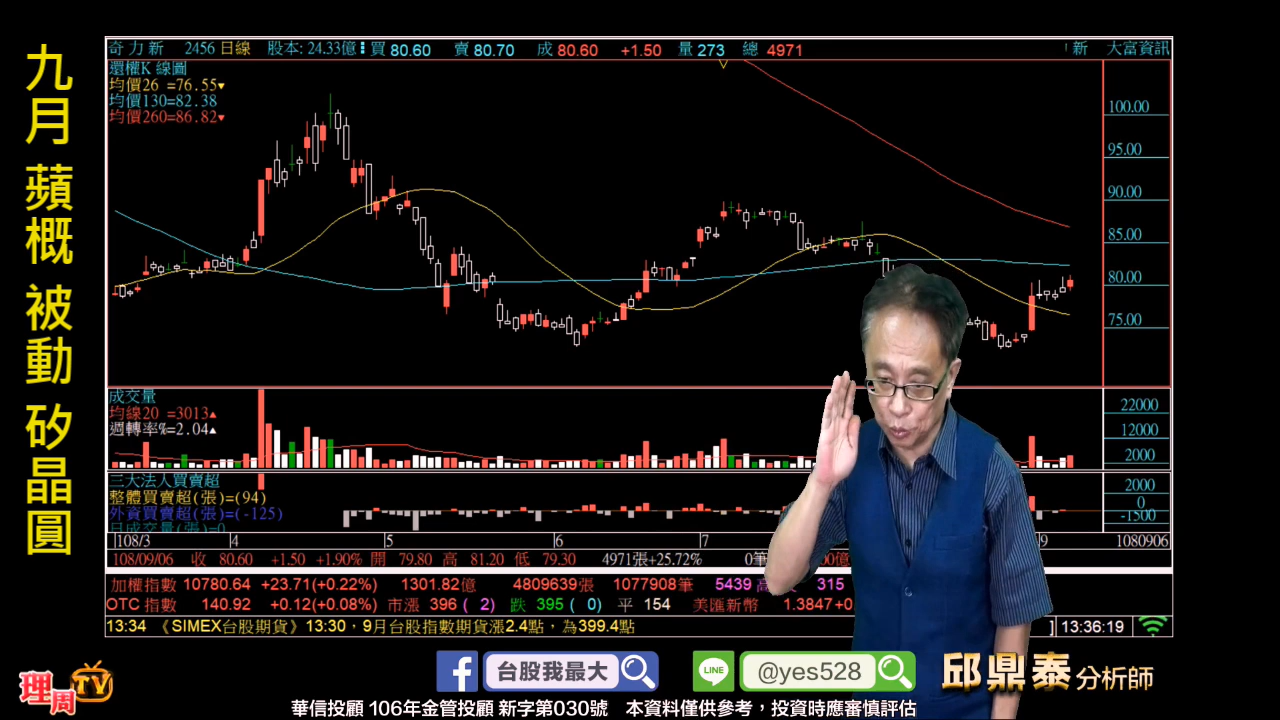 九月 蘋概 被動 矽晶圓
奇力新 2456 日線 股本: 24.33億 買 80.60 賣 80.70 成 80.60 +1.50 量 273 總 4971 新 大富資訊
還權K 線圖
均價26 =76.55▾
均價130=82.38
均價260=86.82▾
100.00
95.00
90.00
85.00
80.00
75.00
成交量
均線20 =3013▴
週轉率%=2.04▴
22000
12000
2000
三大法人買賣超
整體買賣超(張)=(94)
外資買賣超(張)=(-125)
日成交量(張)=0
2000
0
-1500
108/3 4 5 6 7 9 1080906
108/09/06 收 80.60 +1.50 +1.90% 開 79.80 高 81.20 低 79.30 4971張+25.72% 0筆 億
加權指數 10780.64 +23.71(+0.22%) 1301.82億 4809639張 1077908筆 5439 315
OTC 指數 140.92 +0.12(+0.08%) 市漲 396 ( 2) 跌 395 ( 0) 平 154 美匯新幣 1.3847+0
13:34 《SIMEX台股期貨》13:30，9月台股指數期貨漲2.4點，為399.4點 ] 13:36:19
理周TV
台股我最大
LINE
@yes528
邱鼎泰 分析師
華信投顧 106年金管投顧 新字第030號 本資料僅供參考，投資時應審慎評估